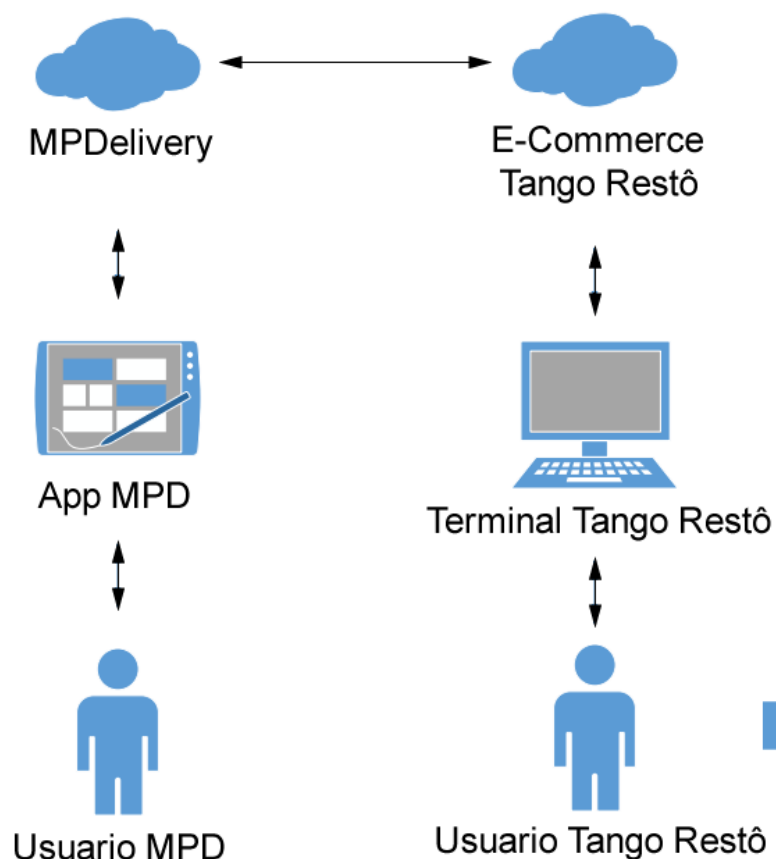 MPDelivery
E-Commerce
Tango Restô
App MPD
Terminal Tango Restô
Usuario MPD
Usuario Tango Restô